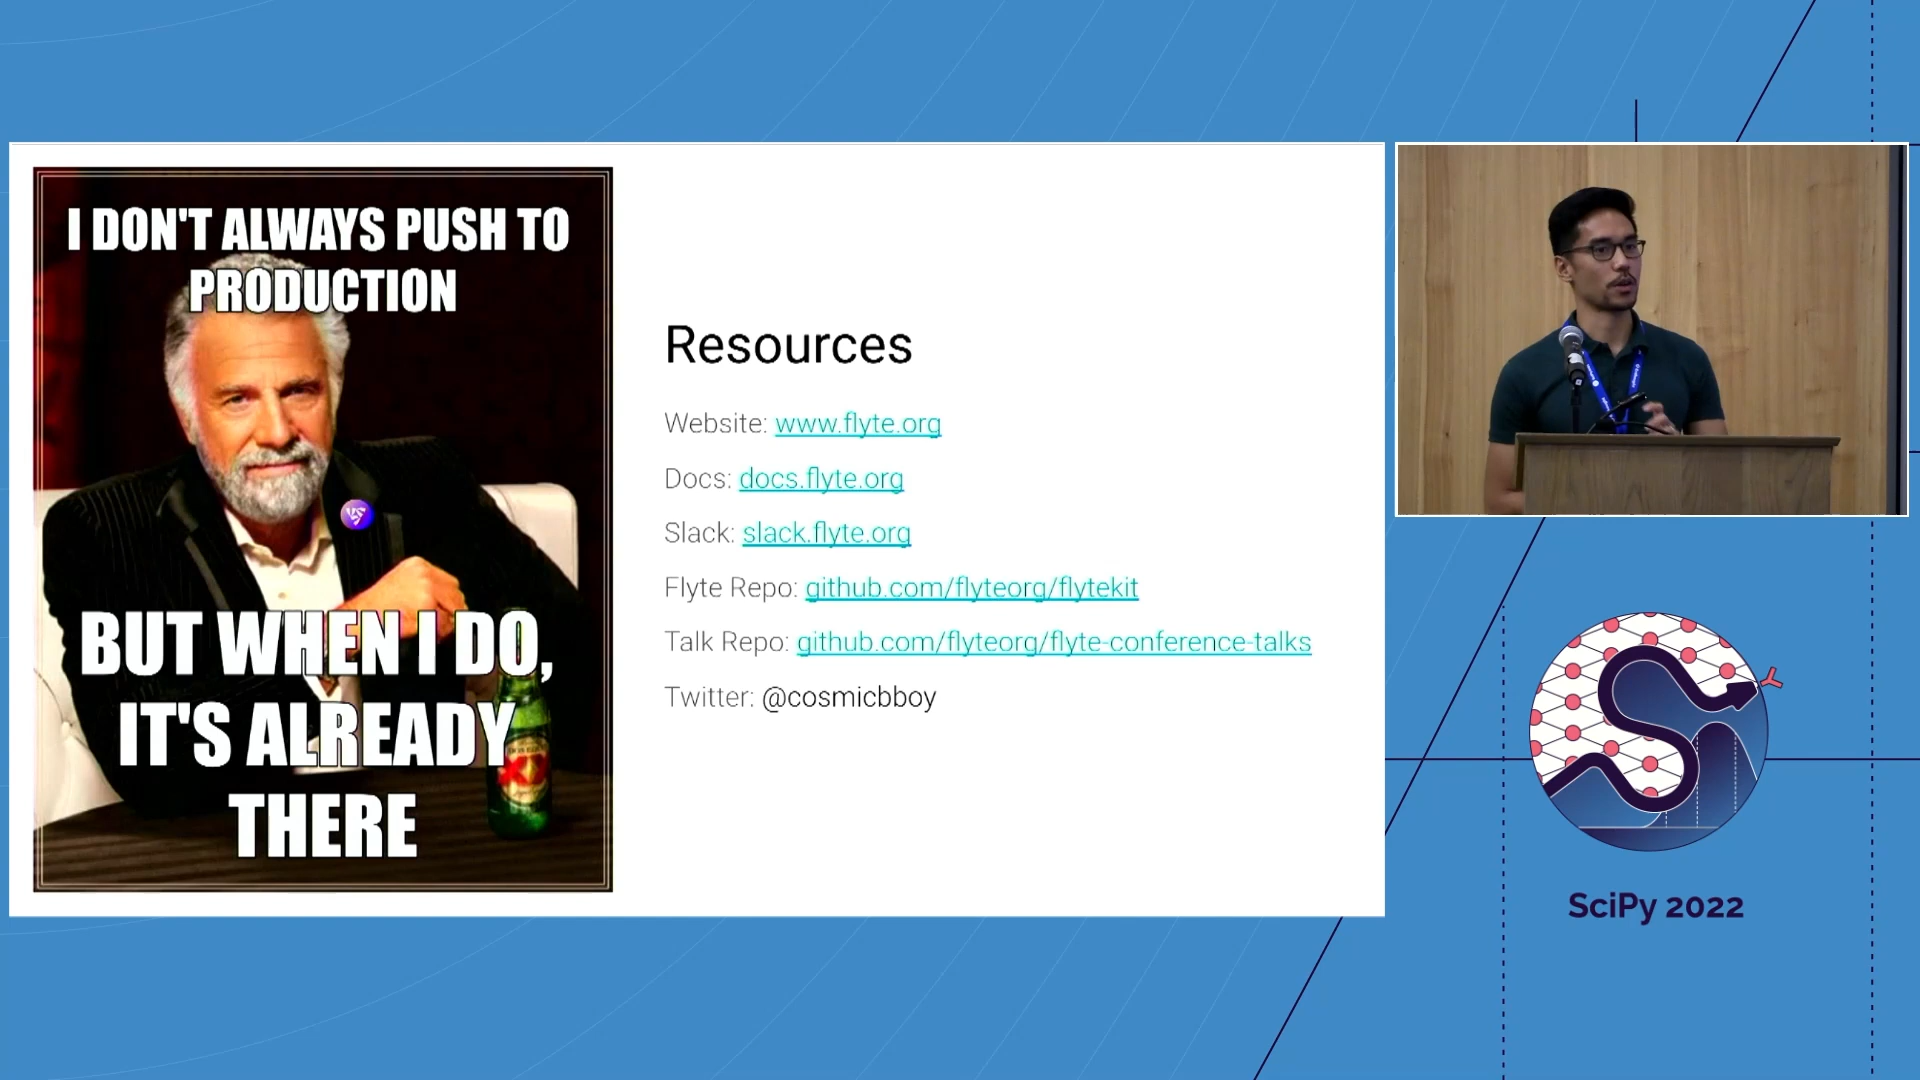 I DON'T ALWAYS PUSH TO
PRODUCTION
BUT WHEN I DO,
IT'S ALREADY
THERE
Resources
Website: www.flyte.org
Docs: docs.flyte.org
Slack: slack.flyte.org
Flyte Repo: github.com/flyteorg/flytekit
Talk Repo: github.com/flyteorg/flyte-conference-talks
Twitter: @cosmicbboy
SciPy 2022